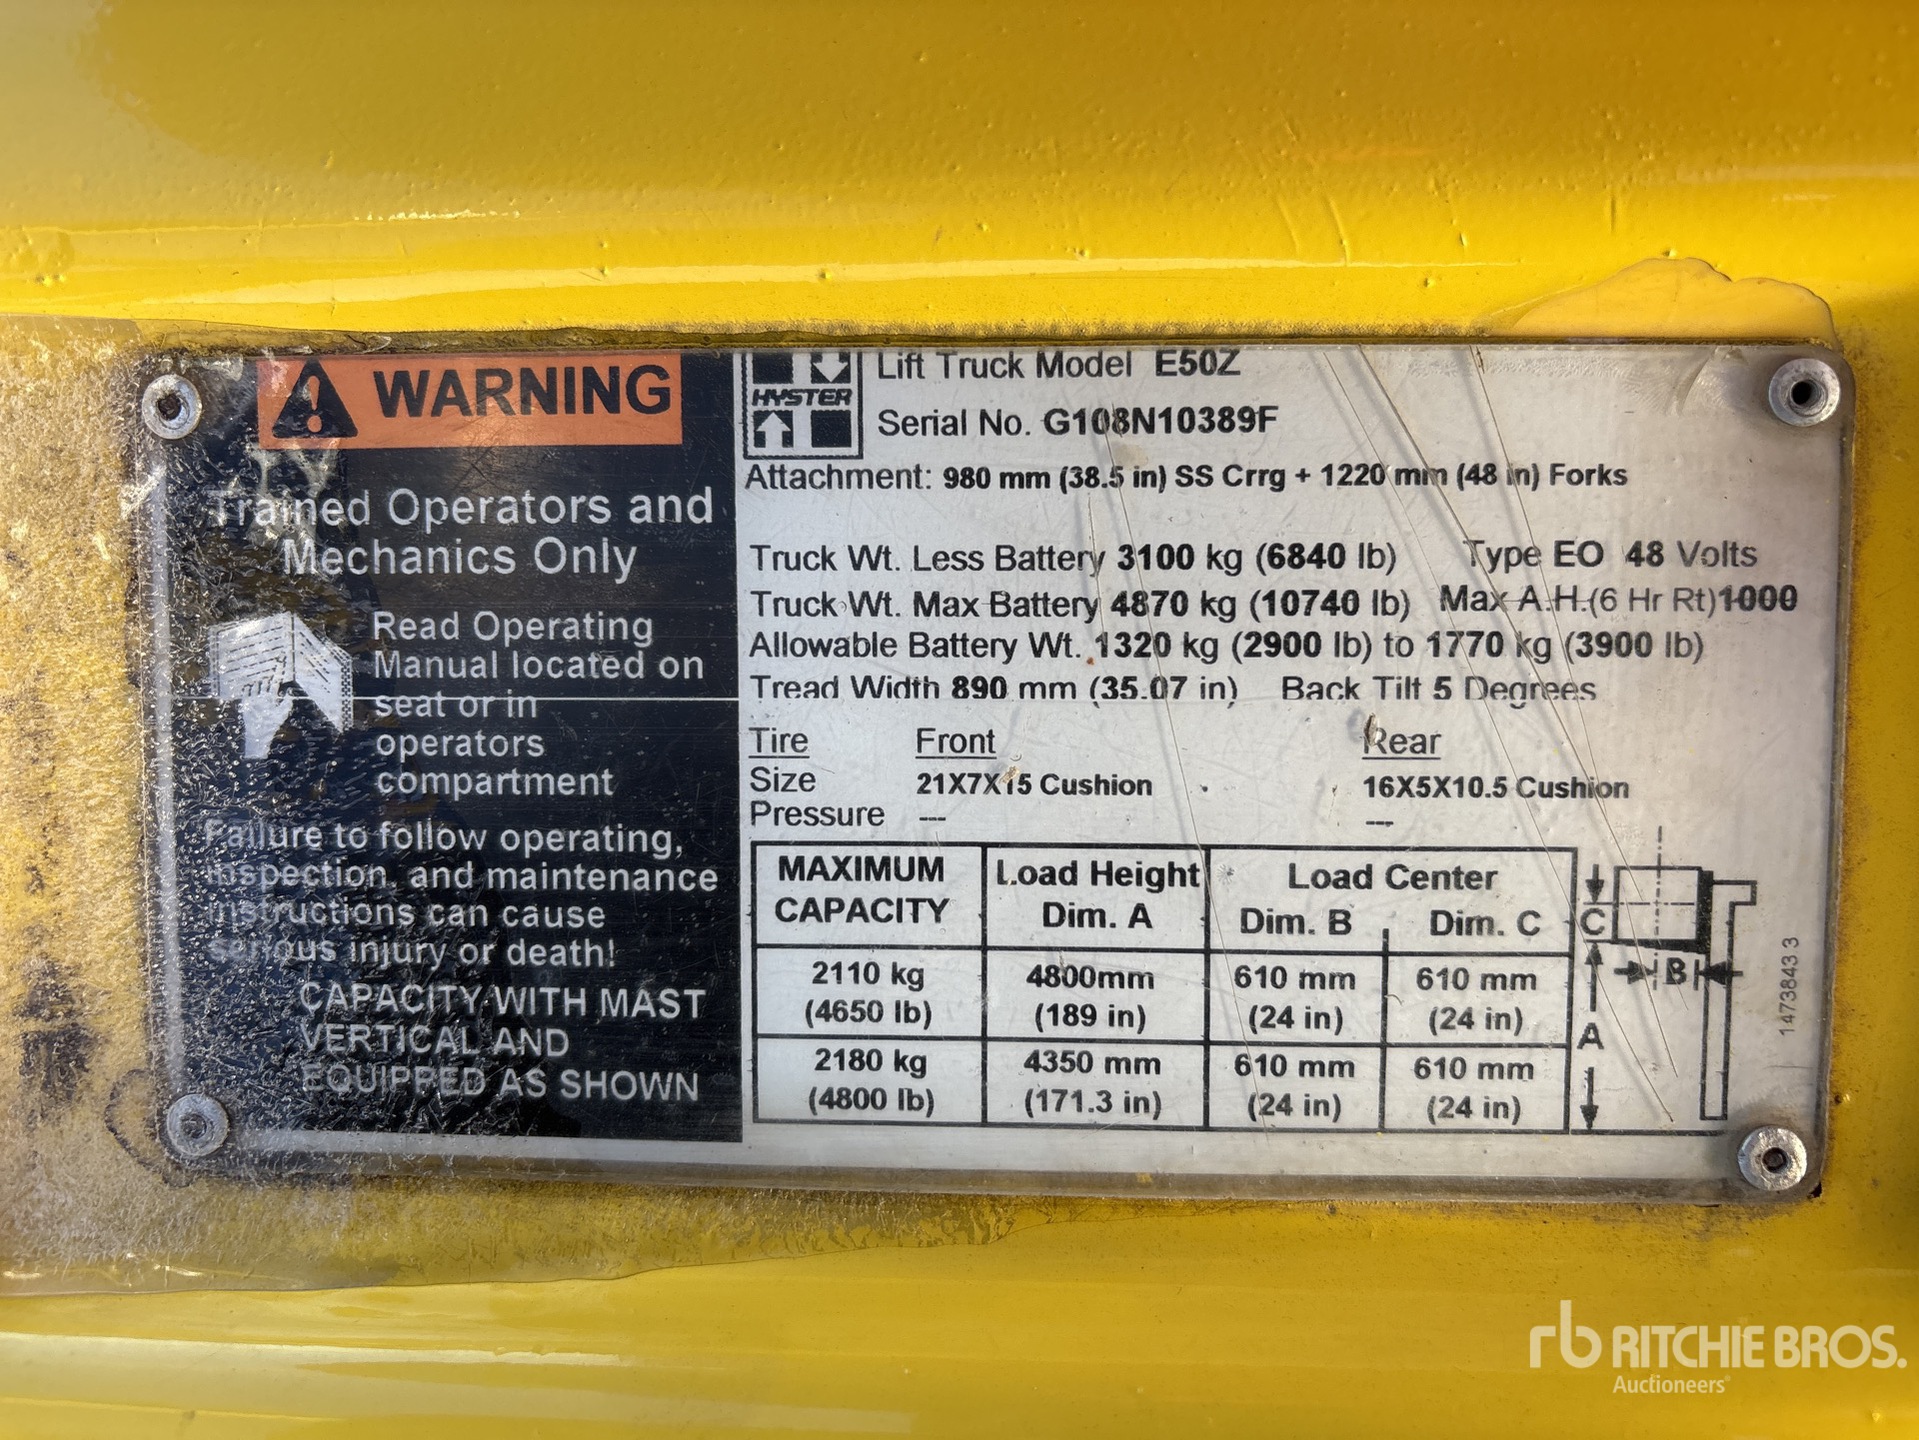 WARNING
Trained Operators and
Mechanics Only
Read Operating
Manual located on
seat or in
operators
compartment
Failure to follow operating,
inspection, and maintenance
instructions can cause
serious injury or death!
CAPACITY WITH MAST
VERTICAL AND
EQUIPPED AS SHOWN
HYSTER
Lift Truck Model E50Z
Serial No. G108N10389F
Attachment: 980 mm (38.5 in) SS Crrg + 1220 mm (48 in) Forks
Truck Wt. Less Battery 3100 kg (6840 lb) Type EO 48 Volts
Truck Wt. Max Battery 4870 kg (10740 lb) Max A.H.(6 Hr Rt)1000
Allowable Battery Wt. 1320 kg (2900 lb) to 1770 kg (3900 lb)
Tread Width 890 mm (35.07 in) Back Tilt 5 Degrees
Tire Front Rear
Size 21X7X15 Cushion 16X5X10.5 Cushion
Pressure --- ---
MAXIMUM Load Height Load Center
CAPACITY Dim. A Dim. B Dim. C
2110 kg 4800mm 610 mm 610 mm
(4650 lb) (189 in) (24 in) (24 in)
2180 kg 4350 mm 610 mm 610 mm
(4800 lb) (171.3 in) (24 in) (24 in)
C
B
A
1473843 3
rb RITCHIE BROS.
Auctioneers